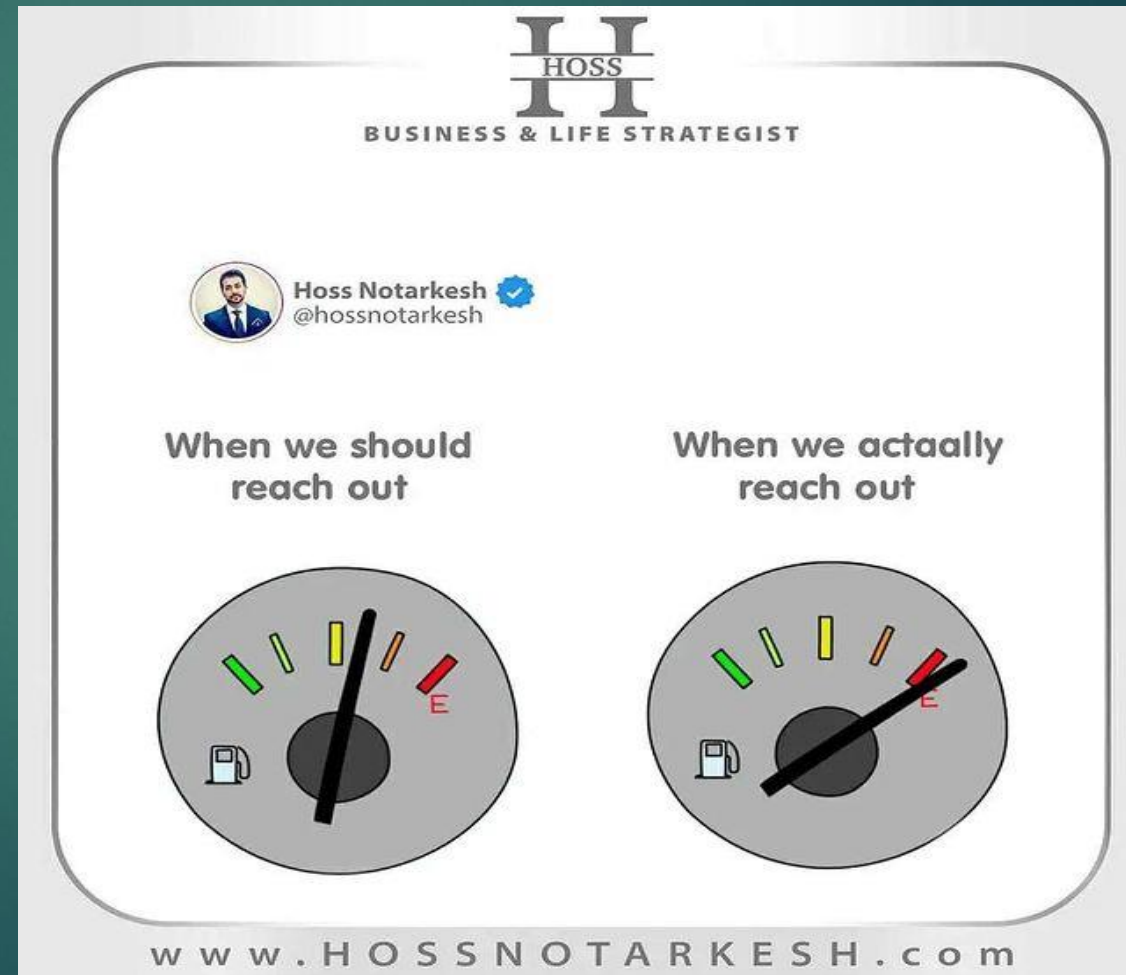 H
HOSS
BUSINESS & LIFE STRATEGIST
Hoss Notarkesh
@hossnotarkesh
When we should
reach out
When we actaally
reach out
E
E
www.HOSSNOTARKESH.com